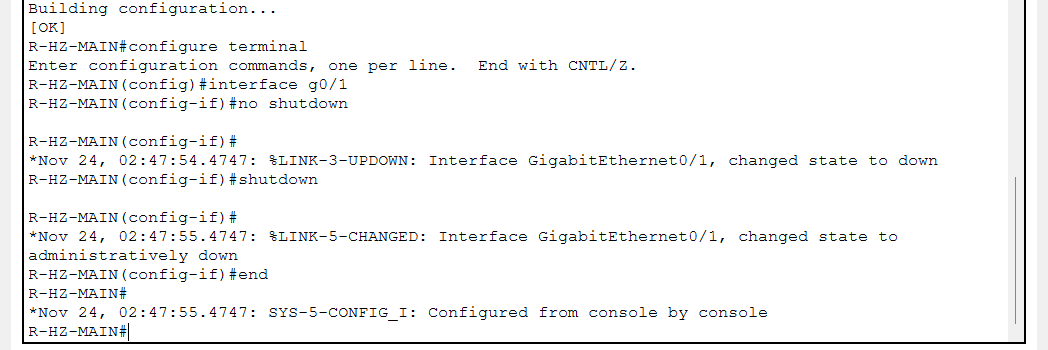 Building configuration...
[OK]
R-HZ-MAIN#configure terminal
Enter configuration commands, one per line.  End with CNTL/Z.
R-HZ-MAIN(config)#interface g0/1
R-HZ-MAIN(config-if)#no shutdown
R-HZ-MAIN(config-if)#
*Nov 24, 02:47:54.4747: %LINK-3-UPDOWN: Interface GigabitEthernet0/1, changed state to down
R-HZ-MAIN(config-if)#shutdown
R-HZ-MAIN(config-if)#
*Nov 24, 02:47:55.4747: %LINK-5-CHANGED: Interface GigabitEthernet0/1, changed state to
administratively down
R-HZ-MAIN(config-if)#end
R-HZ-MAIN#
*Nov 24, 02:47:55.4747: SYS-5-CONFIG_I: Configured from console by console
R-HZ-MAIN#